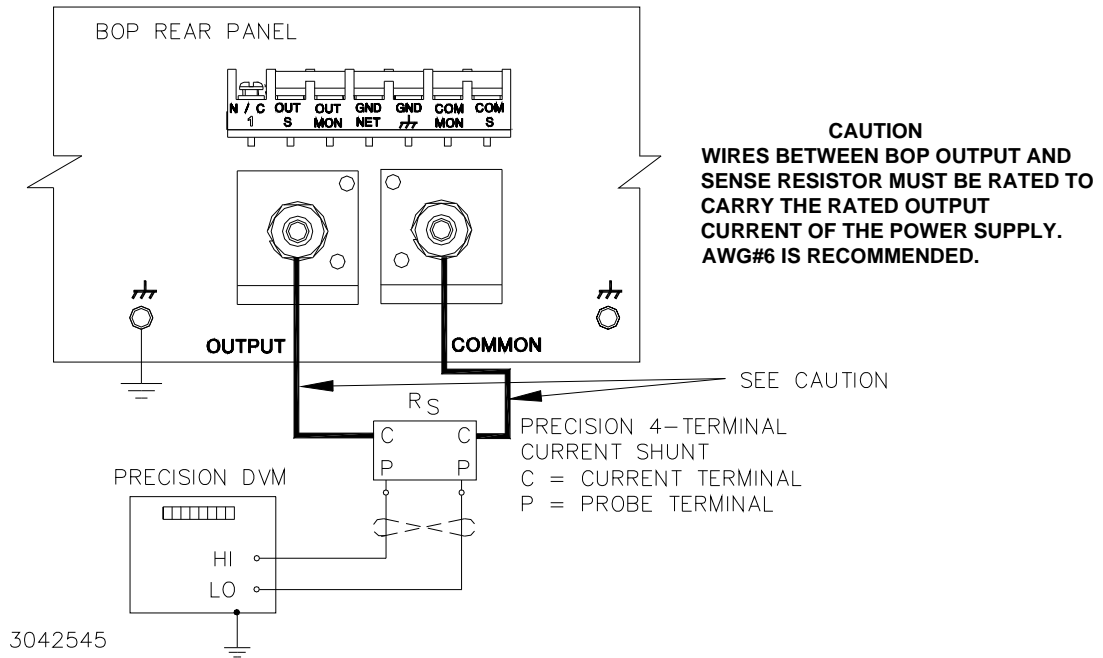 BOP REAR PANEL
N / C OUT OUT GND GND COM COM
1 S MON NET MON S
CAUTION
WIRES BETWEEN BOP OUTPUT AND
SENSE RESISTOR MUST BE RATED TO
CARRY THE RATED OUTPUT
CURRENT OF THE POWER SUPPLY.
AWG#6 IS RECOMMENDED.
OUTPUT
COMMON
SEE CAUTION
RS
C C
P P
PRECISION 4-TERMINAL
CURRENT SHUNT
C = CURRENT TERMINAL
P = PROBE TERMINAL
PRECISION DVM
HI
LO
3042545